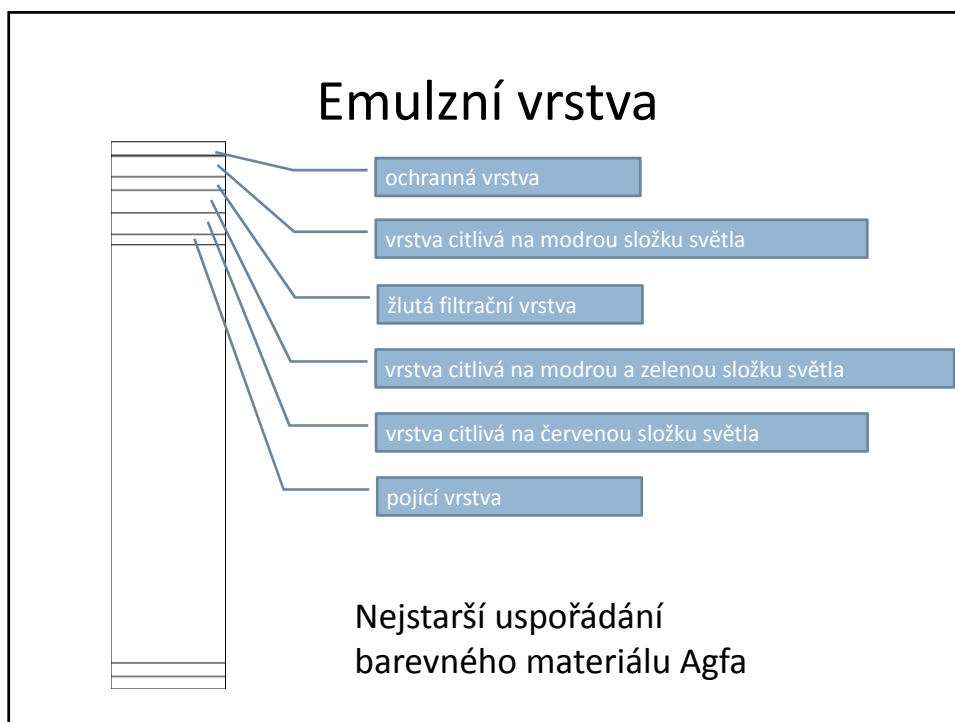 Emulzní vrstva
ochranná vrstva
vrstva citlivá na modrou složku světla
žlutá filtrační vrstva
vrstva citlivá na modrou a zelenou složku světla
vrstva citlivá na červenou složku světla
pojící vrstva
Nejstarší uspořádání
barevného materiálu Agfa